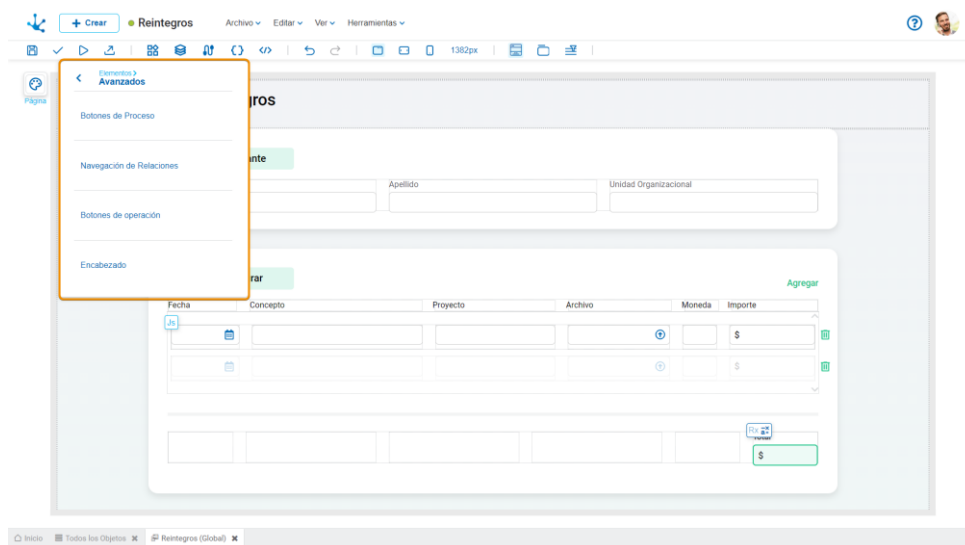 Crear
Reintegros
Archivo
Editar
Ver
Herramientas
?
1382px
Página
Elementos
Avanzados
Botones de Proceso
Navegación de Relaciones
Botones de operación
Encabezado
gros
ante
Apellido
Unidad Organizacional
rar
Agregar
Fecha
Concepto
Proyecto
Archivo
Moneda
Importe
Js
$
$
Rx
$
Inicio
Todos los Objetos
Reintegros (Global)